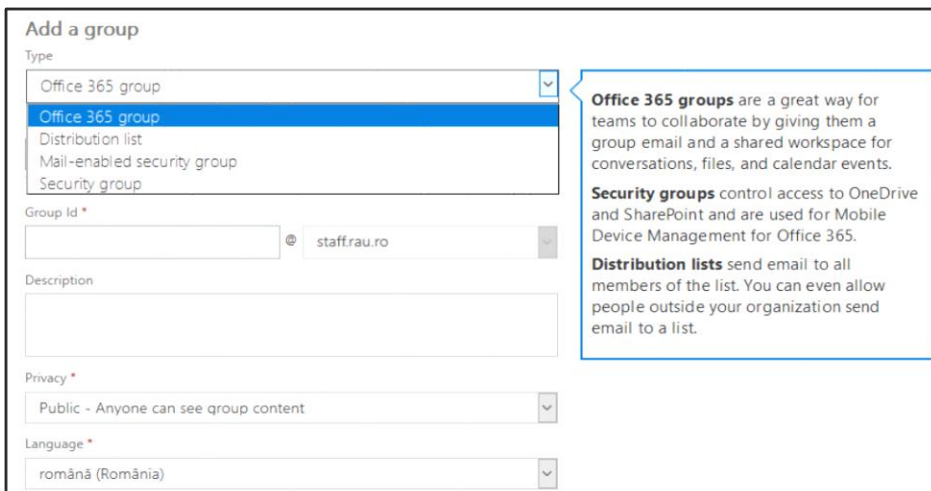 Add a group
Type
Office 365 group
Office 365 group
Distribution list
Mail-enabled security group
Security group
Group Id *
@ staff.rau.ro
Description
Privacy *
Public - Anyone can see group content
Language *
română (România)
Office 365 groups are a great way for
teams to collaborate by giving them a
group email and a shared workspace for
conversations, files, and calendar events.
Security groups control access to OneDrive
and SharePoint and are used for Mobile
Device Management for Office 365.
Distribution lists send email to all
members of the list. You can even allow
people outside your organization send
email to a list.